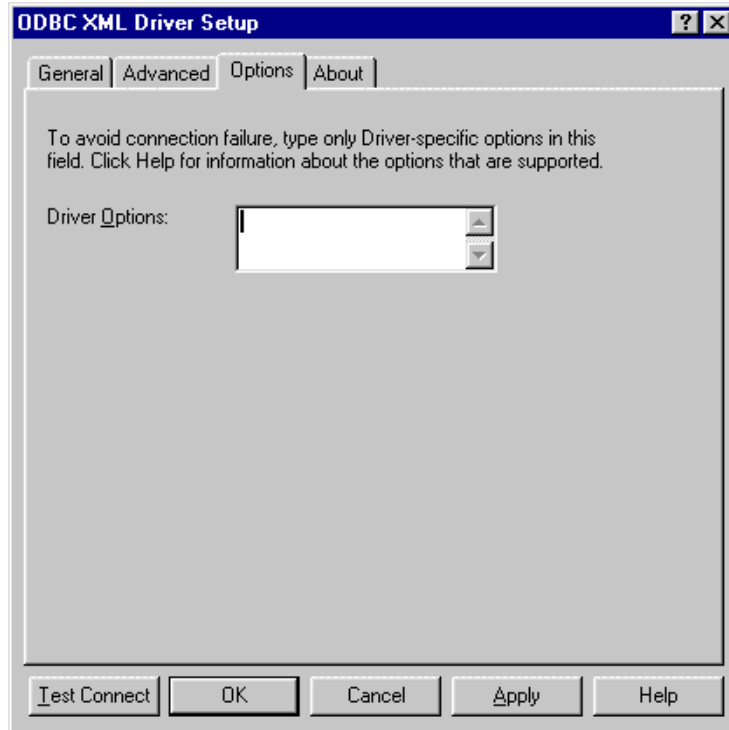 ODBC XML Driver Setup
General Advanced Options About
To avoid connection failure, type only Driver-specific options in this
field. Click Help for information about the options that are supported.
Driver Options:
Test Connect OK Cancel Apply Help